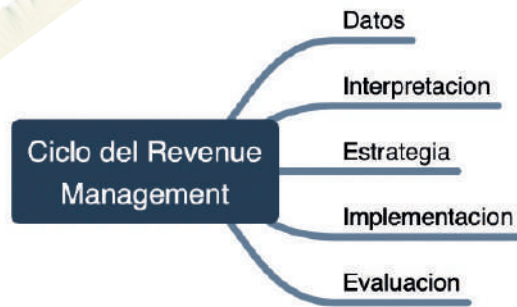 Datos
Interpretacion
Ciclo del Revenue
Management
Estrategia
Implementacion
Evaluacion